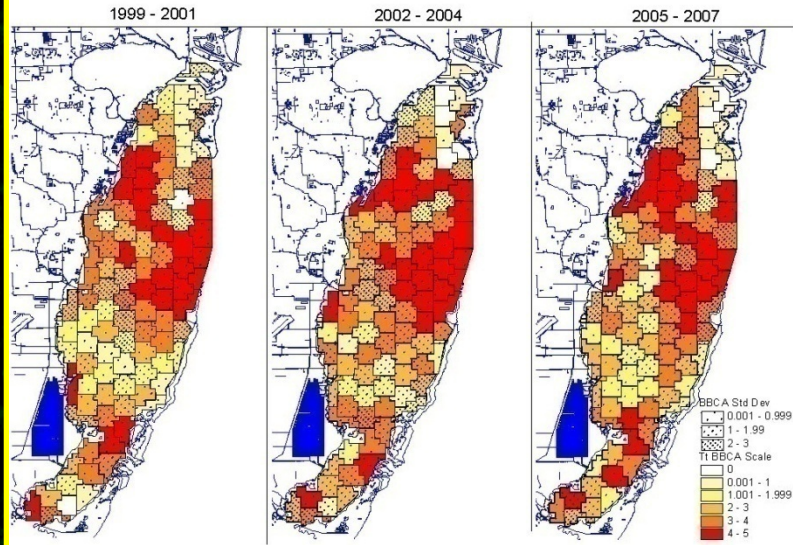 1999 - 2001
2002 - 2004
2005 - 2007
BBCA Std Dev
0.001 - 0.999
1 - 1.99
2 - 3
Tt BBCA Scale
0
0.001 - 1
1.001 - 1.999
2 - 3
3 - 4
4 - 5